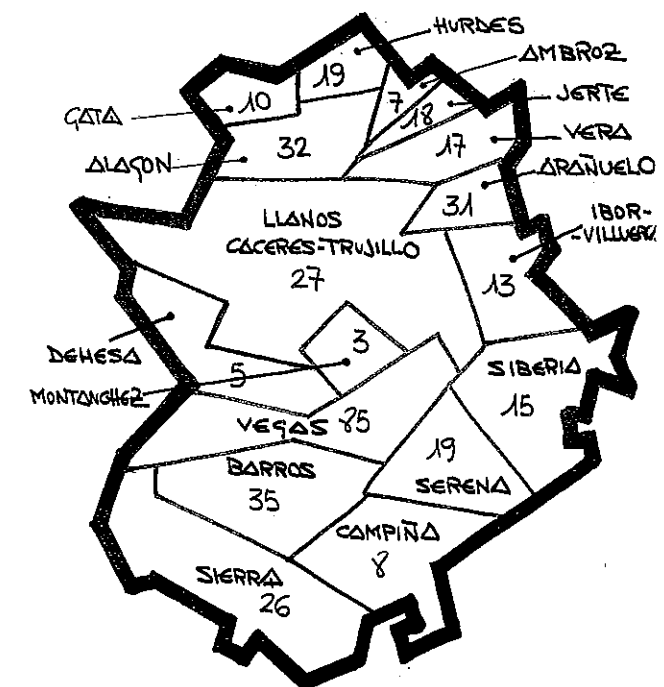 HURDES
AMBROZ
19
JERTE
7
10
18
GATA
VERA
32
17
ALAGON
ARAÑUELO
31
IBOR-
-VILLUERCA
LLANOS
CACERES-TRUJILLO
27
13
3
DEHESA
5
SIBERIA
MONTANCHEZ
15
VEGAS 85
19
BARROS
35
SERENA
CAMPIÑA
8
SIERRA
26